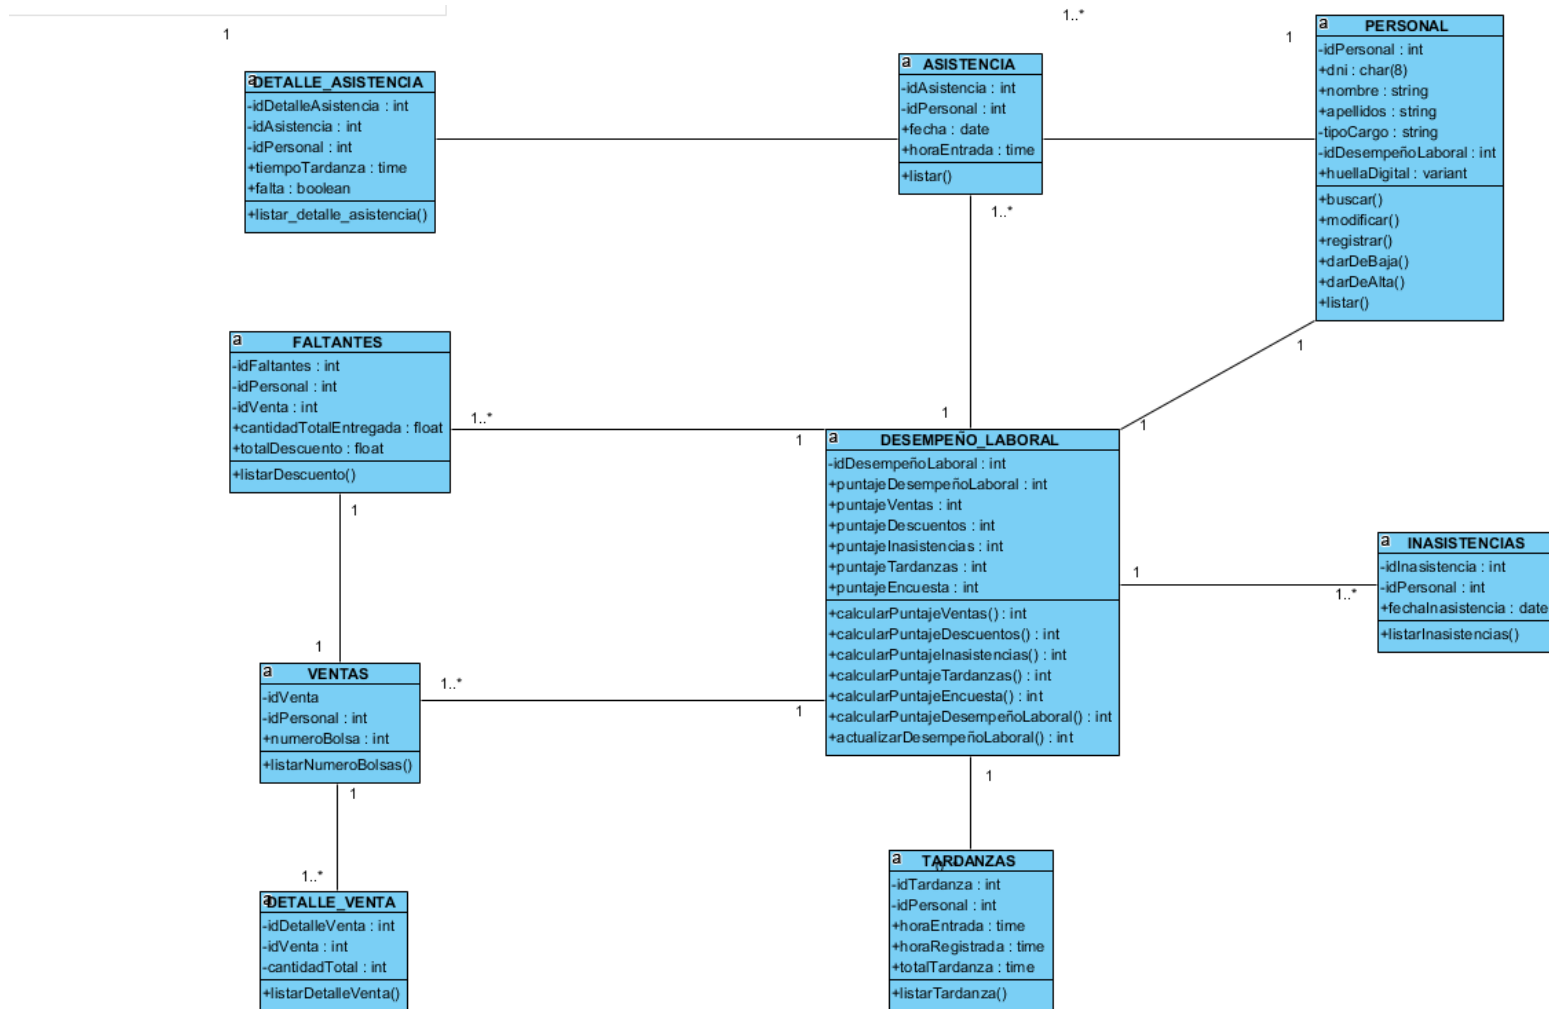 1
1..*
1
a
DETALLE_ASISTENCIA
-idDetalleAsistencia : int
-idAsistencia : int
-idPersonal : int
+tiempoTardanza : time
+falta : boolean
+listar_detalle_asistencia()
a
ASISTENCIA
-idAsistencia : int
-idPersonal : int
+fecha : date
+horaEntrada : time
+listar()
1..*
a
PERSONAL
-idPersonal : int
+dni : char(8)
+nombre : string
+apellidos : string
-tipoCargo : string
-idDesempeñoLaboral : int
+huellaDigital : variant
+buscar()
+modificar()
+registrar()
+darDeBaja()
+darDeAlta()
+listar()
1
a
FALTANTES
-idFaltantes : int
-idPersonal : int
-idVenta : int
+cantidadTotalEntregada : float
+totalDescuento : float
+listarDescuento()
1..*
1
1
1
1
a
DESEMPEÑO_LABORAL
-idDesempeñoLaboral : int
+puntajeDesempeñoLaboral : int
+puntajeVentas : int
+puntajeDescuentos : int
+puntajeInasistencias : int
+puntajeTardanzas : int
+puntajeEncuesta : int
+calcularPuntajeVentas() : int
+calcularPuntajeDescuentos() : int
+calcularPuntajeInasistencias() : int
+calcularPuntajeTardanzas() : int
+calcularPuntajeEncuesta() : int
+calcularPuntajeDesempeñoLaboral() : int
+actualizarDesempeñoLaboral() : int
1
1..*
a
INASISTENCIAS
-idInasistencia : int
-idPersonal : int
+fechaInasistencia : date
+listarInasistencias()
1
a
VENTAS
-idVenta
-idPersonal : int
+numeroBolsa : int
+listarNumeroBolsas()
1..*
1
1
1..*
a
DETALLE_VENTA
-idDetalleVenta : int
-idVenta : int
-cantidadTotal : int
+listarDetalleVenta()
1
a
TARDANZAS
-idTardanza : int
-idPersonal : int
+horaEntrada : time
+horaRegistrada : time
+totalTardanza : time
+listarTardanza()